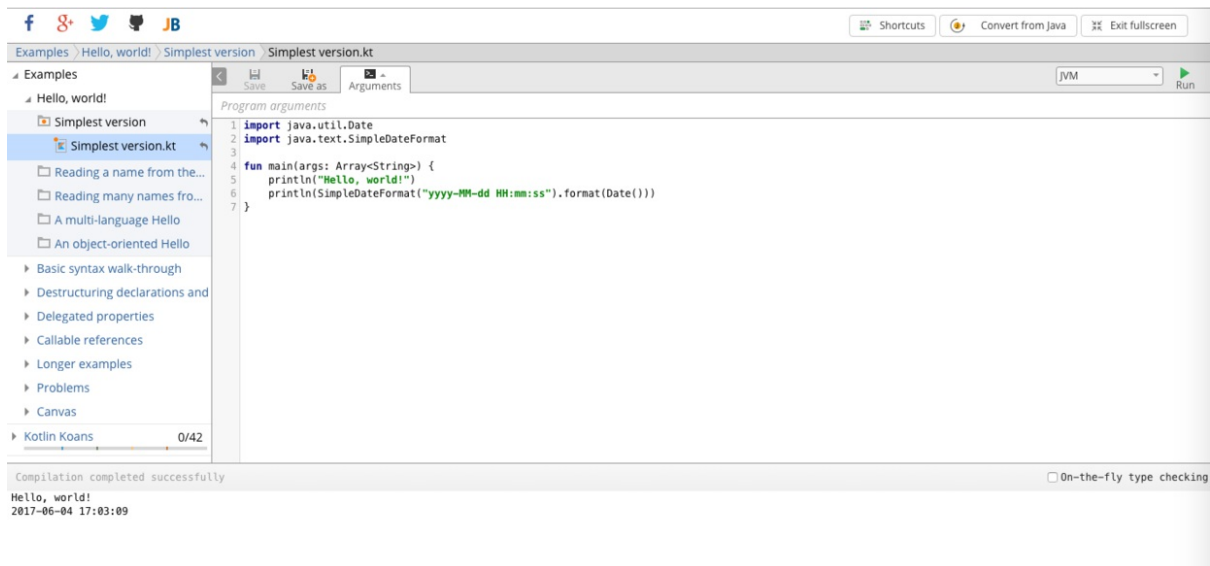 f g+ JB Shortcuts Convert from Java Exit fullscreen
Examples Hello, world! Simplest version Simplest version.kt
Examples
Hello, world!
Simplest version
Simplest version.kt
Reading a name from the...
Reading many names fro...
A multi-language Hello
An object-oriented Hello
Basic syntax walk-through
Destructuring declarations and
Delegated properties
Callable references
Longer examples
Problems
Canvas
Kotlin Koans 0/42
Save Save as Arguments JVM Run
Program arguments
1 import java.util.Date
2 import java.text.SimpleDateFormat
3
4 fun main(args: Array<String>) {
5     println("Hello, world!")
6     println(SimpleDateFormat("yyyy-MM-dd HH:mm:ss").format(Date()))
7 }
Compilation completed successfully On-the-fly type checking
Hello, world!
2017-06-04 17:03:09